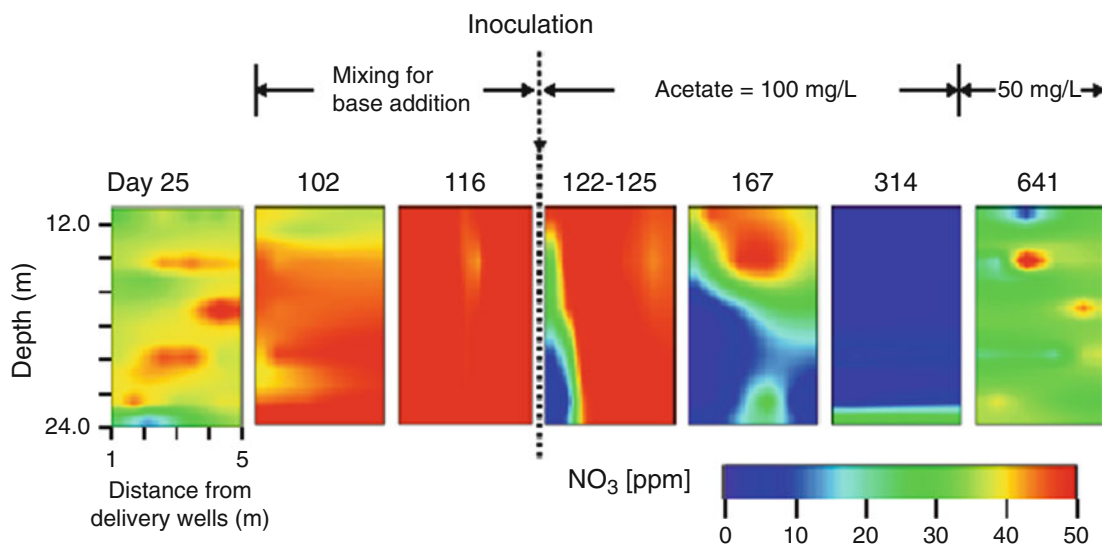 Inoculation
Mixing for
base addition
Acetate = 100 mg/L
50 mg/L
Day 25
102
116
122-125
167
314
641
12.0
Depth (m)
24.0
1
5
Distance from
delivery wells (m)
NO₃ [ppm]
0 10 20 30 40 50